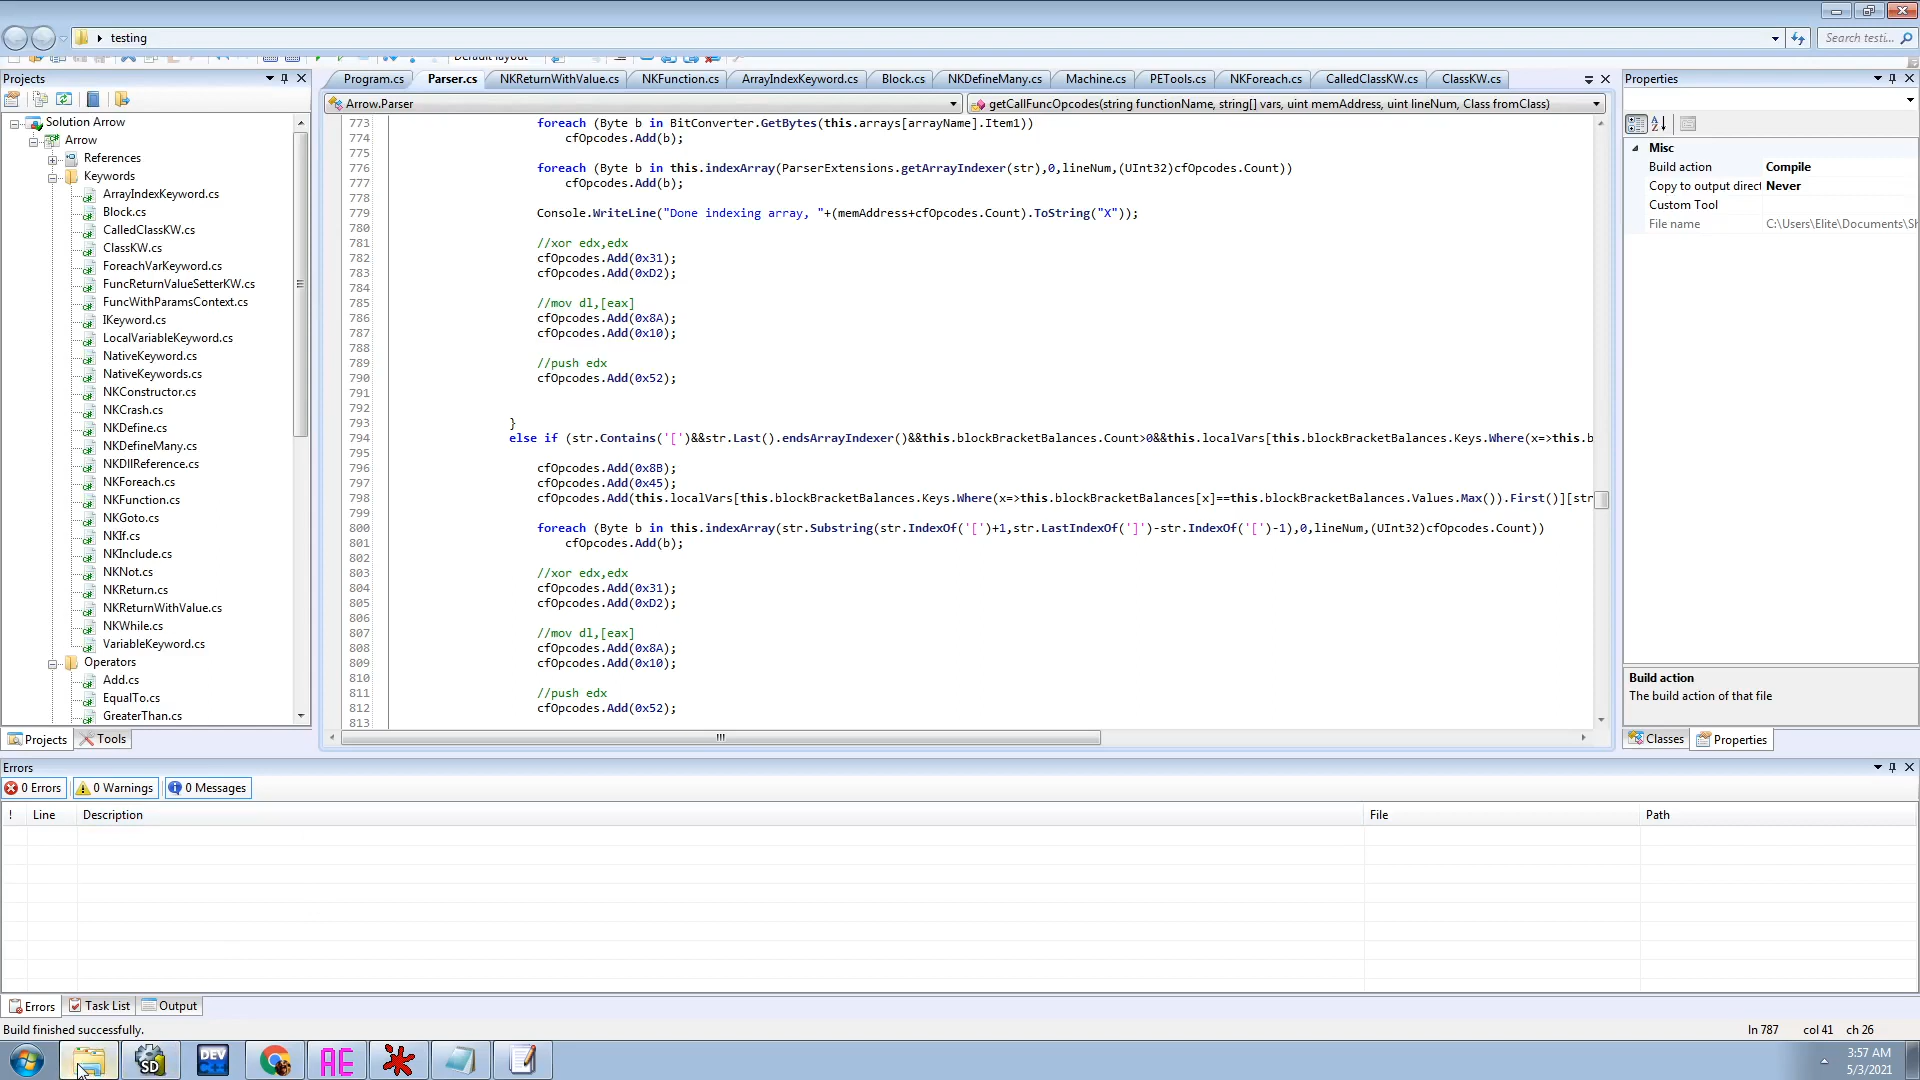 testing
Search testi...
Default layout
Projects
Solution Arrow
Arrow
References
Keywords
ArrayIndexKeyword.cs
Block.cs
CalledClassKW.cs
ClassKW.cs
ForeachVarKeyword.cs
FuncReturnValueSetterKW.cs
FuncWithParamsContext.cs
IKeyword.cs
LocalVariableKeyword.cs
NativeKeyword.cs
NativeKeywords.cs
NKConstructor.cs
NKCrash.cs
NKDefine.cs
NKDefineMany.cs
NKDllReference.cs
NKForeach.cs
NKFunction.cs
NKGoto.cs
NKIf.cs
NKInclude.cs
NKNot.cs
NKReturn.cs
NKReturnWithValue.cs
NKWhile.cs
VariableKeyword.cs
Operators
Add.cs
EqualTo.cs
GreaterThan.cs
Projects Tools
Program.cs Parser.cs NKReturnWithValue.cs NKFunction.cs ArrayIndexKeyword.cs Block.cs NKDefineMany.cs Machine.cs PETools.cs NKForeach.cs CalledClassKW.cs ClassKW.cs
Arrow.Parser getCallFuncOpcodes(string functionName, string[] vars, uint memAddress, uint lineNum, Class fromClass)
773 foreach (Byte b in BitConverter.GetBytes(this.arrays[arrayName].Item1))
774 cfOpcodes.Add(b);
775
776 foreach (Byte b in this.indexArray(ParserExtensions.getArrayIndexer(str),0,lineNum,(UInt32)cfOpcodes.Count))
777 cfOpcodes.Add(b);
778
779 Console.WriteLine("Done indexing array, "+(memAddress+cfOpcodes.Count).ToString("X"));
780
781 //xor edx,edx
782 cfOpcodes.Add(0x31);
783 cfOpcodes.Add(0xD2);
784
785 //mov dl,[eax]
786 cfOpcodes.Add(0x8A);
787 cfOpcodes.Add(0x10);
788
789 //push edx
790 cfOpcodes.Add(0x52);
791
792
793 }
794 else if (str.Contains('[')&&str.Last().endsArrayIndexer()&&this.blockBracketBalances.Count>0&&this.localVars[this.blockBracketBalances.Keys.Where(x=>this.b
795
796 cfOpcodes.Add(0x8B);
797 cfOpcodes.Add(0x45);
798 cfOpcodes.Add(this.localVars[this.blockBracketBalances.Keys.Where(x=>this.blockBracketBalances[x]==this.blockBracketBalances.Values.Max()).First()][str
799
800 foreach (Byte b in this.indexArray(str.Substring(str.IndexOf('[')+1,str.LastIndexOf(']')-str.IndexOf('[')-1),0,lineNum,(UInt32)cfOpcodes.Count))
801 cfOpcodes.Add(b);
802
803 //xor edx,edx
804 cfOpcodes.Add(0x31);
805 cfOpcodes.Add(0xD2);
806
807 //mov dl,[eax]
808 cfOpcodes.Add(0x8A);
809 cfOpcodes.Add(0x10);
810
811 //push edx
812 cfOpcodes.Add(0x52);
813
Properties
Misc
Build action Compile
Copy to output direct Never
Custom Tool
File name C:\Users\Elite\Documents\Sh
Build action
The build action of that file
Classes Properties
Errors
0 Errors 0 Warnings 0 Messages
! Line Description File Path
Errors Task List Output
Build finished successfully. ln 787 col 41 ch 26
SD DEV C++ AE
3:57 AM
5/3/2021